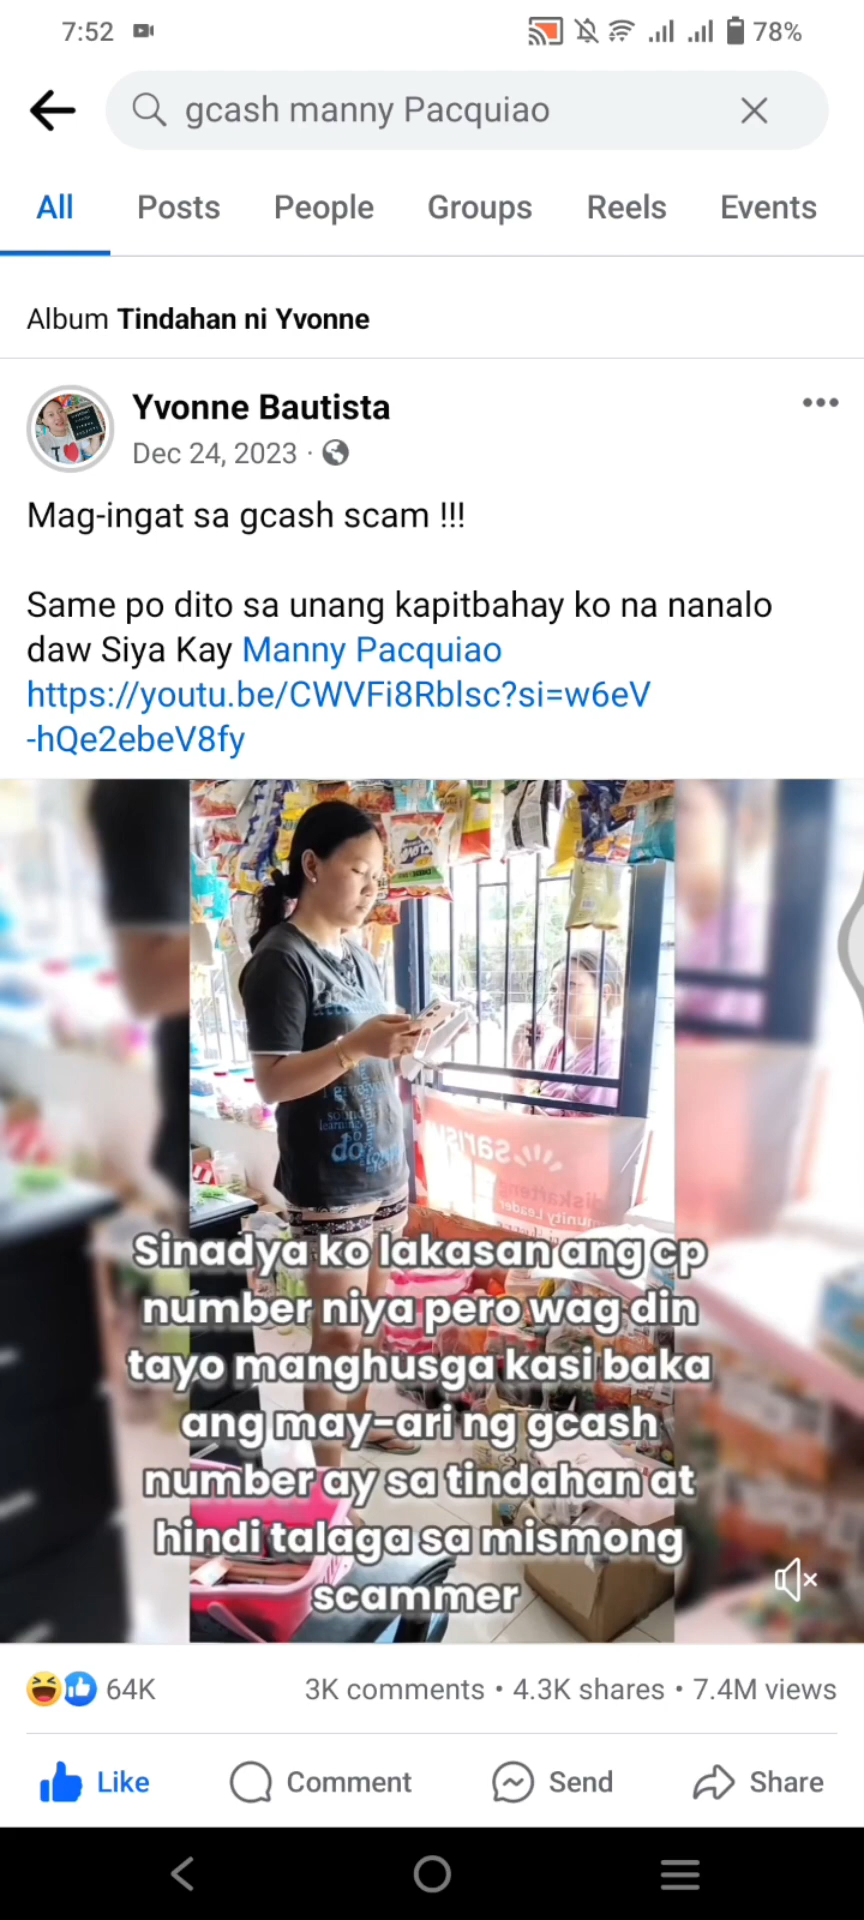 7:52
78%
gcash manny Pacquiao
All Posts People Groups Reels Events
Album Tindahan ni Yvonne
Yvonne Bautista
Dec 24, 2023 ·
Mag-ingat sa gcash scam !!!
Same po dito sa unang kapitbahay ko na nanalo
daw Siya Kay Manny Pacquiao
https://youtu.be/CWVFi8Rblsc?si=w6eV
-hQe2ebeV8fy
Sinadya ko lakasan ang cp
number niya pero wag din
tayo manghusga kasi baka
ang may-ari ng gcash
number ay sa tindahan at
hindi talaga sa mismong
scammer
64K
3K comments • 4.3K shares • 7.4M views
Like Comment Send Share